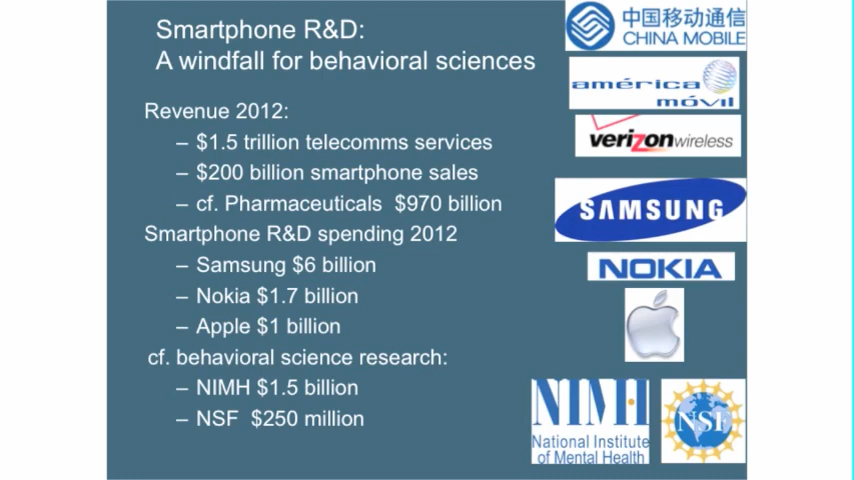 Smartphone R&D:
A windfall for behavioral sciences
Revenue 2012:
– $1.5 trillion telecomms services
– $200 billion smartphone sales
– cf. Pharmaceuticals $970 billion
Smartphone R&D spending 2012
– Samsung $6 billion
– Nokia $1.7 billion
– Apple $1 billion
cf. behavioral science research:
– NIMH $1.5 billion
– NSF $250 million
中国移动通信
CHINA MOBILE
américa
móvil
verizon wireless
SAMSUNG
NOKIA
NIMH
National Institute
of Mental Health
NSF